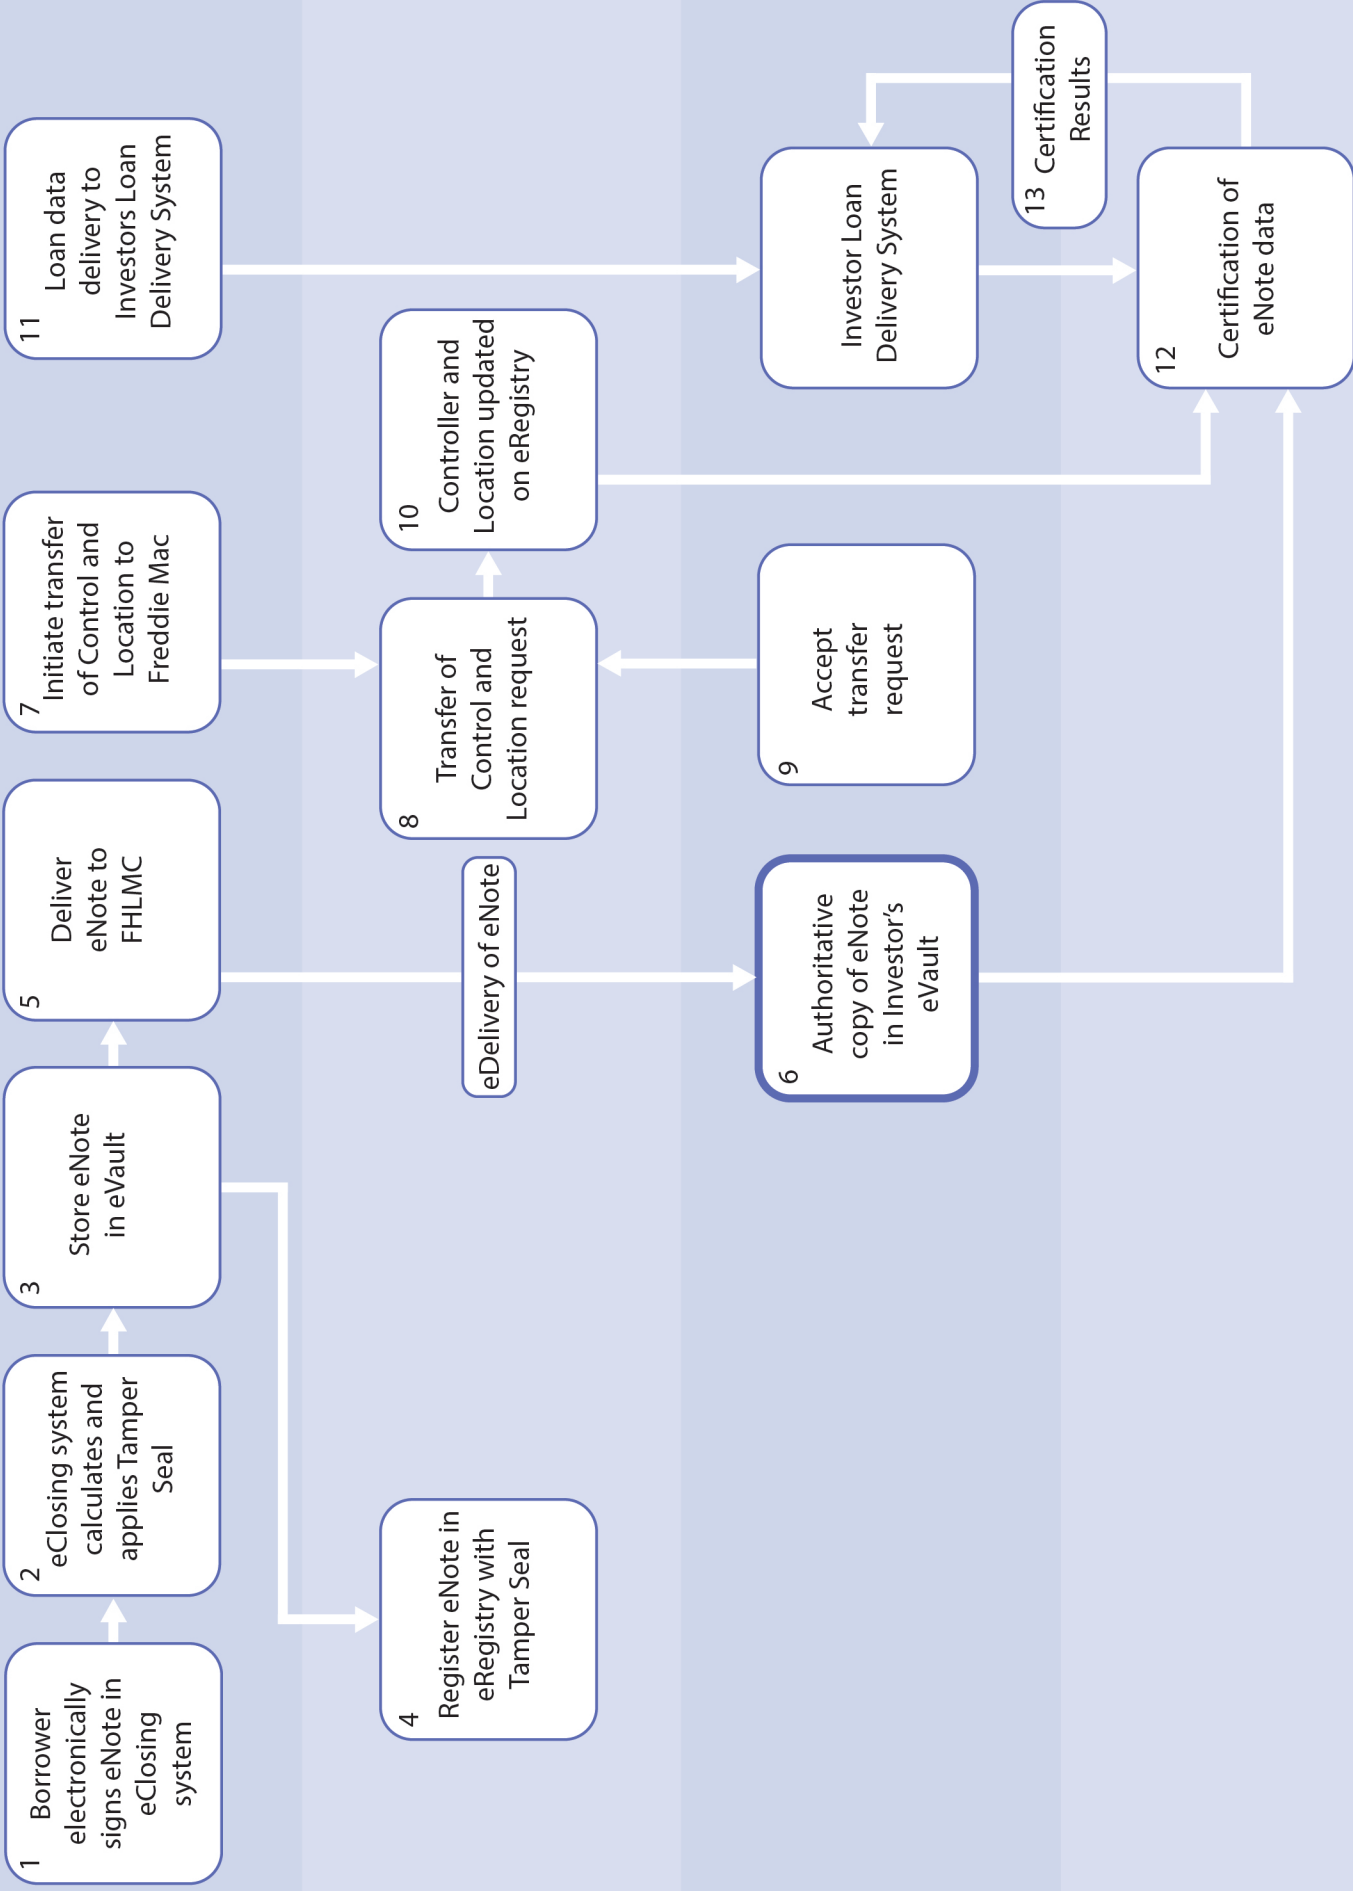 1
Borrower
electronically
signs eNote in
eClosing
system
2
eClosing system
calculates and
applies Tamper
Seal
3
Store eNote
in eVault
5
Deliver
eNote to
FHLMC
7
Initiate transfer
of Control and
Location to
Freddie Mac
11
Loan data
delivery to
Investors Loan
Delivery System
4
Register eNote in
eRegistry with
Tamper Seal
eDelivery of eNote
8
Transfer of
Control and
Location request
10
Controller and
Location updated
on eRegistry
6
Authoritative
copy of eNote
in Investor’s
eVault
9
Accept
transfer
request
Investor Loan
Delivery System
13 Certification
Results
12
Certification of
eNote data